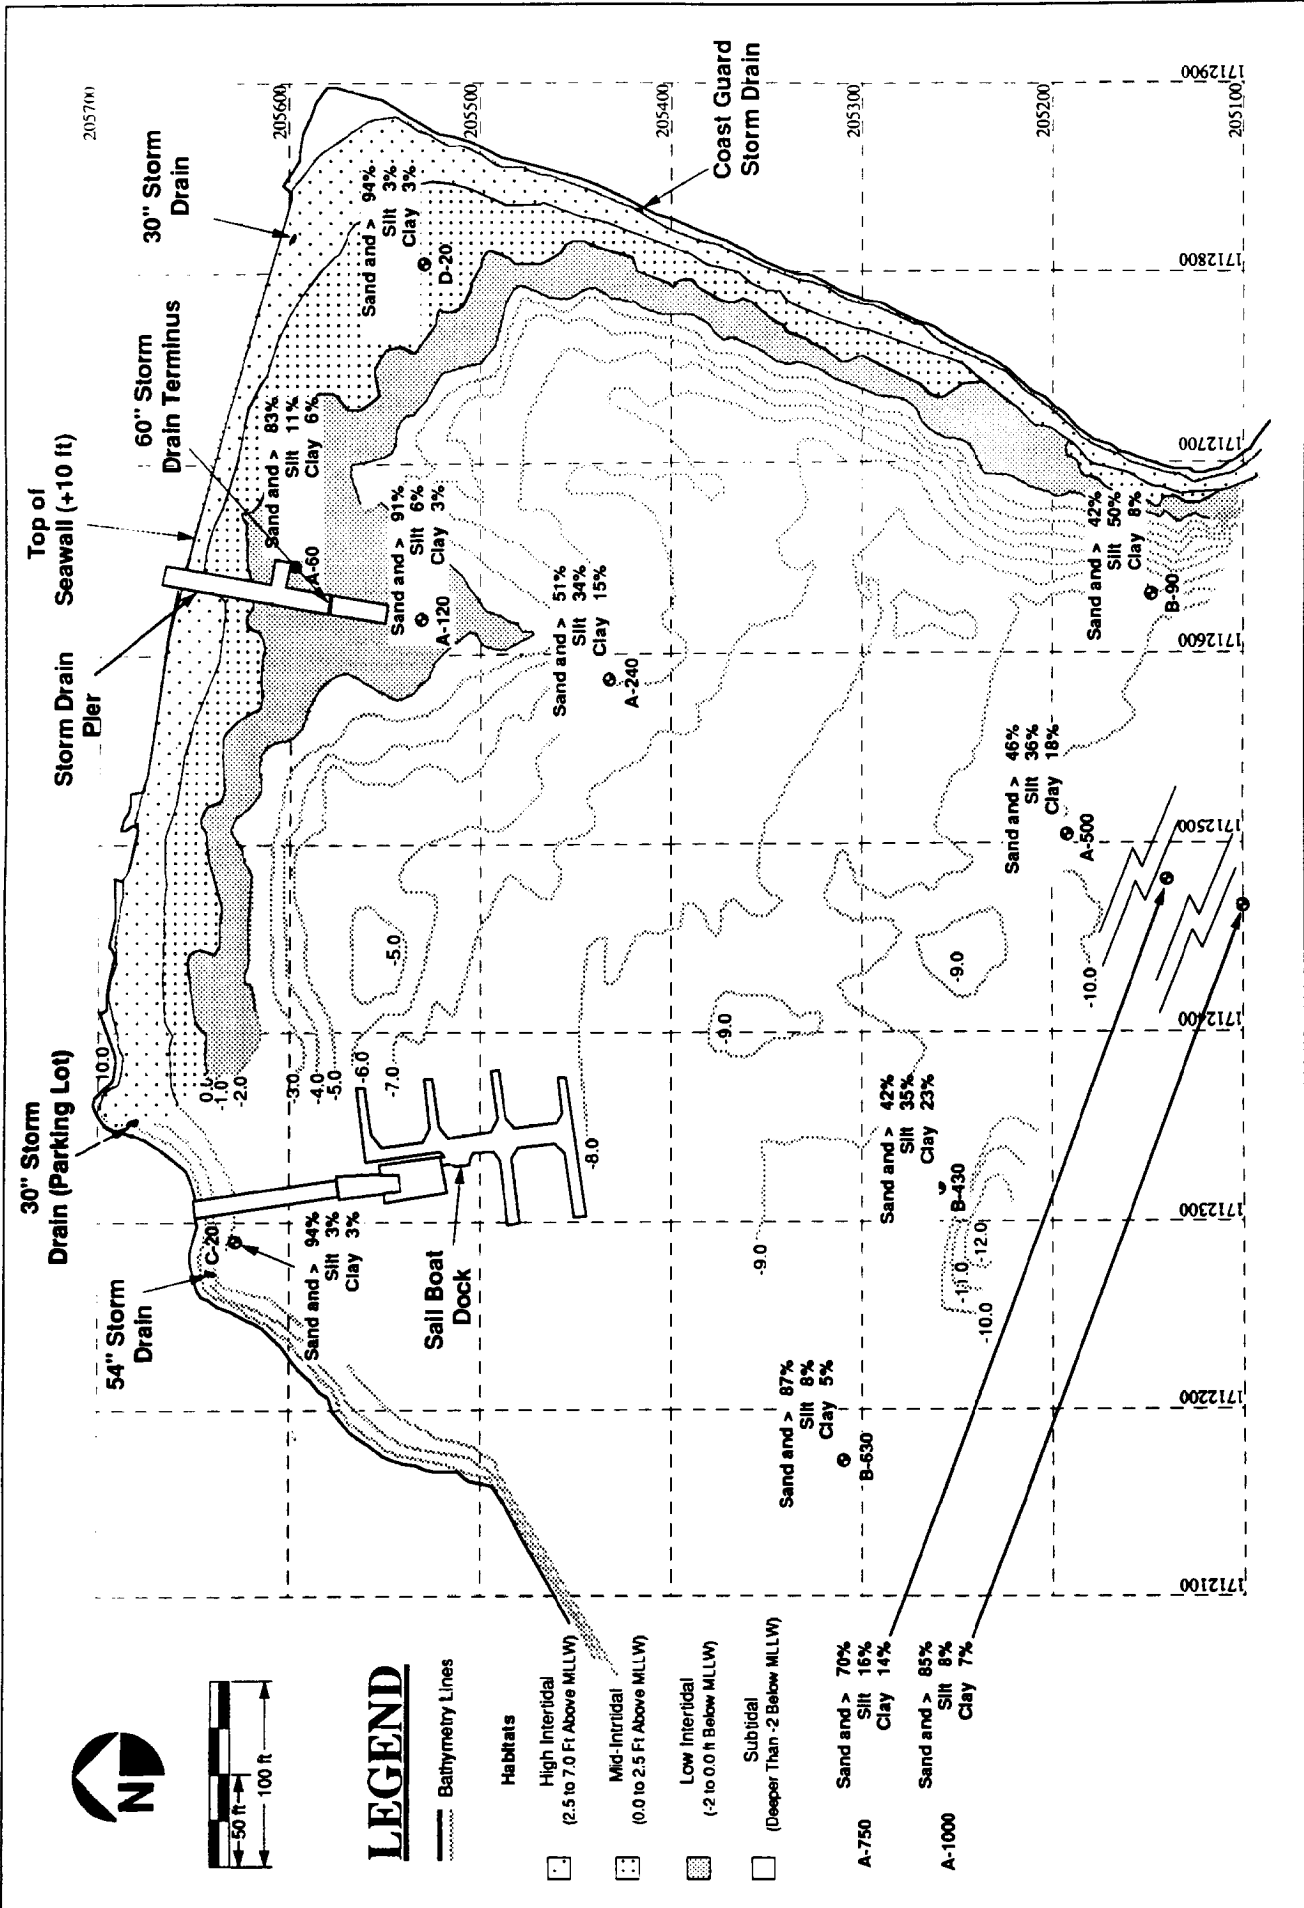 205700
205600
205500
205400
205300
205200
205100
1712900
1712800
1712700
1712600
1712500
1712400
1712300
1712200
1712100
Top of
Seawall (+10 ft)
Storm Drain
Pier
60" Storm
Drain Terminus
30" Storm
Drain
Coast Guard
Storm Drain
30" Storm
Drain (Parking Lot)
54" Storm
Drain
Sail Boat
Dock
Sand and > 94%
Silt 3%
Clay 3%
D-20
Sand and > 83%
Silt 11%
Clay 6%
A-60
Sand and > 91%
Silt 6%
Clay 3%
A-120
Sand and > 51%
Silt 34%
Clay 15%
A-240
Sand and > 42%
Silt 50%
Clay 8%
B-90
Sand and > 46%
Silt 36%
Clay 18%
A-500
Sand and > 42%
Silt 35%
Clay 23%
B-430
Sand and > 87%
Silt 8%
Clay 5%
B-630
C-20
Sand and > 94%
Silt 3%
Clay 3%
10.0
0
-1.0
-2.0
-3.0
-4.0
-5.0
-6.0
-7.0
-8.0
-5.0
-9.0
-9.0
-9.0
-10.0
-10.0
-11.0
-12.0
N
50 ft
100 ft
LEGEND
Bathymetry Lines
Habitats
High Intertidal
(2.5 to 7.0 Ft Above MLLW)
Mid-Intrtidal
(0.0 to 2.5 Ft Above MLLW)
Low Intertidal
(-2 to 0.0 ft Below MLLW)
Subtidal
(Deeper Than -2 Below MLLW)
A-750
Sand and > 70%
Silt 16%
Clay 14%
A-1000
Sand and > 85%
Silt 8%
Clay 7%